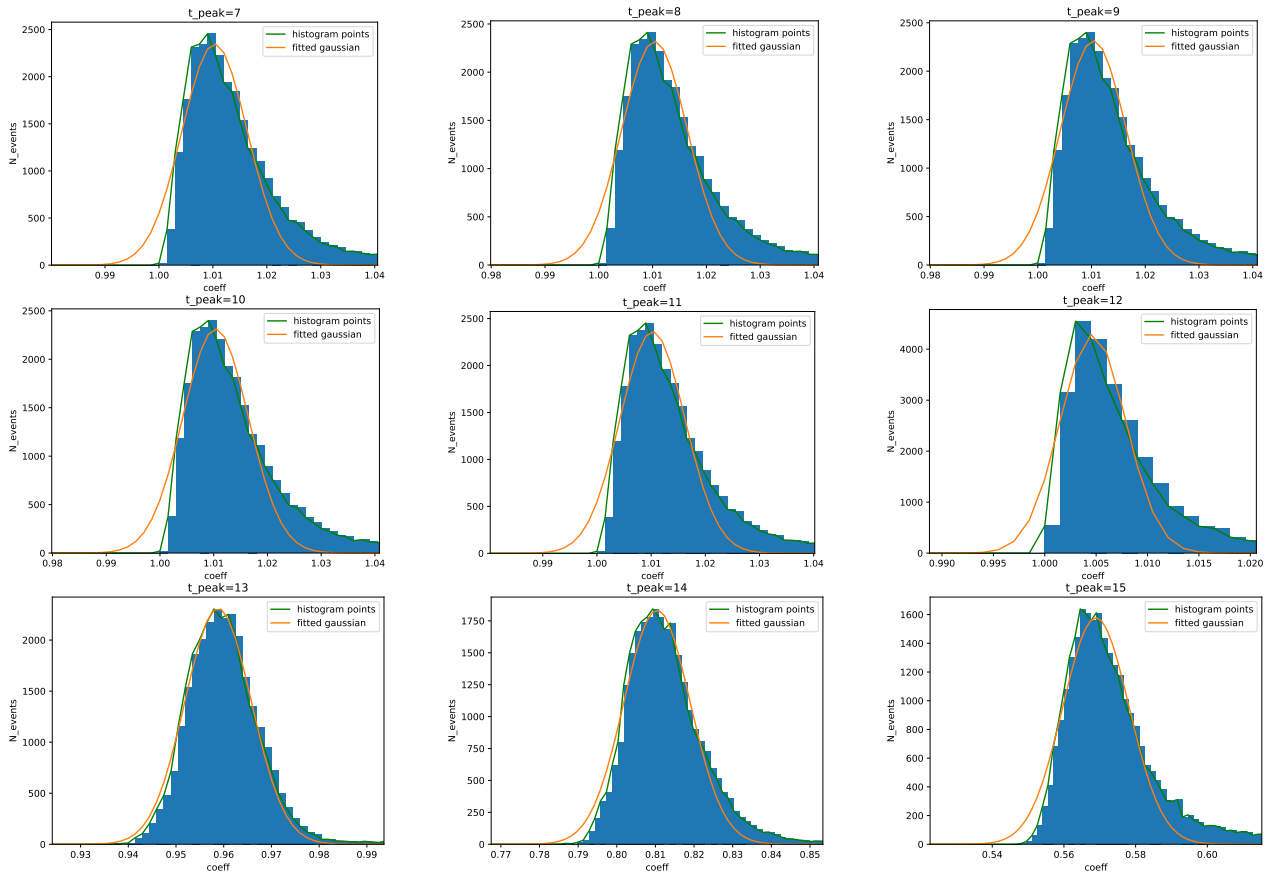 t_peak=7
N_events
2500
2000
1500
1000
500
0
histogram points
fitted gaussian
0.99 1.00 1.01 1.02 1.03 1.04
coeff
t_peak=8
N_events
2500
2000
1500
1000
500
0
histogram points
fitted gaussian
0.98 0.99 1.00 1.01 1.02 1.03 1.04
coeff
t_peak=9
N_events
2500
2000
1500
1000
500
0
histogram points
fitted gaussian
0.98 0.99 1.00 1.01 1.02 1.03 1.04
coeff
t_peak=10
N_events
2500
2000
1500
1000
500
0
histogram points
fitted gaussian
0.98 0.99 1.00 1.01 1.02 1.03 1.04
coeff
t_peak=11
N_events
2500
2000
1500
1000
500
0
histogram points
fitted gaussian
0.99 1.00 1.01 1.02 1.03 1.04
coeff
t_peak=12
N_events
4000
3000
2000
1000
0
histogram points
fitted gaussian
0.990 0.995 1.000 1.005 1.010 1.015 1.020
coeff
t_peak=13
N_events
2000
1500
1000
500
0
histogram points
fitted gaussian
0.93 0.94 0.95 0.96 0.97 0.98 0.99
coeff
t_peak=14
N_events
1750
1500
1250
1000
750
500
250
0
histogram points
fitted gaussian
0.77 0.78 0.79 0.80 0.81 0.82 0.83 0.84 0.85
coeff
t_peak=15
N_events
1600
1400
1200
1000
800
600
400
200
0
histogram points
fitted gaussian
0.54 0.56 0.58 0.60
coeff